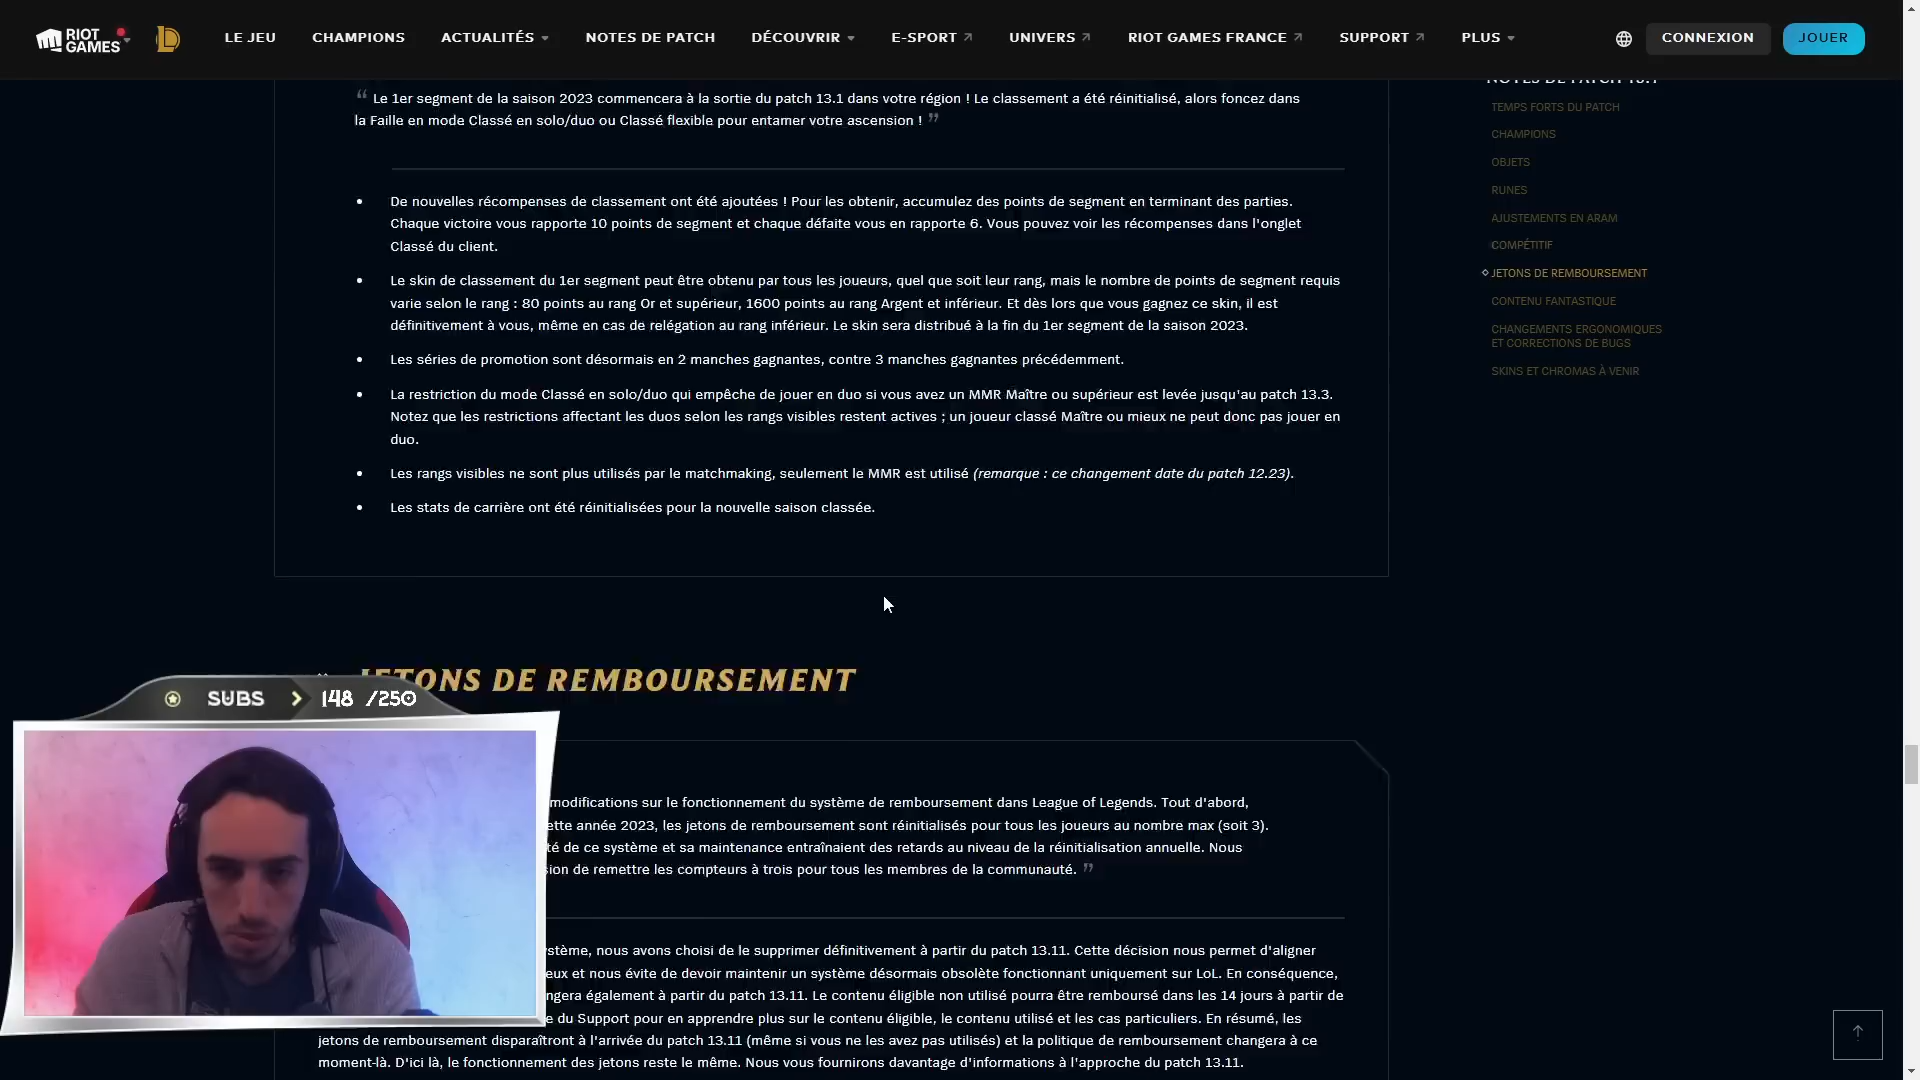 RIOT GAMES
LE JEU
CHAMPIONS
ACTUALITÉS
NOTES DE PATCH
DÉCOUVRIR
E-SPORT
UNIVERS
RIOT GAMES FRANCE
SUPPORT
PLUS
CONNEXION
JOUER
“ Le 1er segment de la saison 2023 commencera à la sortie du patch 13.1 dans votre région ! Le classement a été réinitialisé, alors foncez dans
la Faille en mode Classé en solo/duo ou Classé flexible pour entamer votre ascension ! ”
• De nouvelles récompenses de classement ont été ajoutées ! Pour les obtenir, accumulez des points de segment en terminant des parties.
Chaque victoire vous rapporte 10 points de segment et chaque défaite vous en rapporte 6. Vous pouvez voir les récompenses dans l'onglet
Classé du client.
• Le skin de classement du 1er segment peut être obtenu par tous les joueurs, quel que soit leur rang, mais le nombre de points de segment requis
varie selon le rang : 80 points au rang Or et supérieur, 1600 points au rang Argent et inférieur. Et dès lors que vous gagnez ce skin, il est
définitivement à vous, même en cas de relégation au rang inférieur. Le skin sera distribué à la fin du 1er segment de la saison 2023.
• Les séries de promotion sont désormais en 2 manches gagnantes, contre 3 manches gagnantes précédemment.
• La restriction du mode Classé en solo/duo qui empêche de jouer en duo si vous avez un MMR Maître ou supérieur est levée jusqu'au patch 13.3.
Notez que les restrictions affectant les duos selon les rangs visibles restent actives ; un joueur classé Maître ou mieux ne peut donc pas jouer en
duo.
• Les rangs visibles ne sont plus utilisés par le matchmaking, seulement le MMR est utilisé (remarque : ce changement date du patch 12.23).
• Les stats de carrière ont été réinitialisées pour la nouvelle saison classée.
NOTES DE PATCH 13.1
TEMPS FORTS DU PATCH
CHAMPIONS
OBJETS
RUNES
AJUSTEMENTS EN ARAM
COMPÉTITIF
JETONS DE REMBOURSEMENT
CONTENU FANTASTIQUE
CHANGEMENTS ERGONOMIQUES
ET CORRECTIONS DE BUGS
SKINS ET CHROMAS À VENIR
JETONS DE REMBOURSEMENT
SUBS > 148 /250
modifications sur le fonctionnement du système de remboursement dans League of Legends. Tout d'abord,
ette année 2023, les jetons de remboursement sont réinitialisés pour tous les joueurs au nombre max (soit 3).
té de ce système et sa maintenance entraînaient des retards au niveau de la réinitialisation annuelle. Nous
sion de remettre les compteurs à trois pour tous les membres de la communauté. ”
stème, nous avons choisi de le supprimer définitivement à partir du patch 13.11. Cette décision nous permet d'aligner
eux et nous évite de devoir maintenir un système désormais obsolète fonctionnant uniquement sur LoL. En conséquence,
ngera également à partir du patch 13.11. Le contenu éligible non utilisé pourra être remboursé dans les 14 jours à partir de
e du Support pour en apprendre plus sur le contenu éligible, le contenu utilisé et les cas particuliers. En résumé, les
jetons de remboursement disparaîtront à l'arrivée du patch 13.11 (même si vous ne les avez pas utilisés) et la politique de remboursement changera à ce
moment-là. D'ici là, le fonctionnement des jetons reste le même. Nous vous fournirons davantage d'informations à l'approche du patch 13.11.